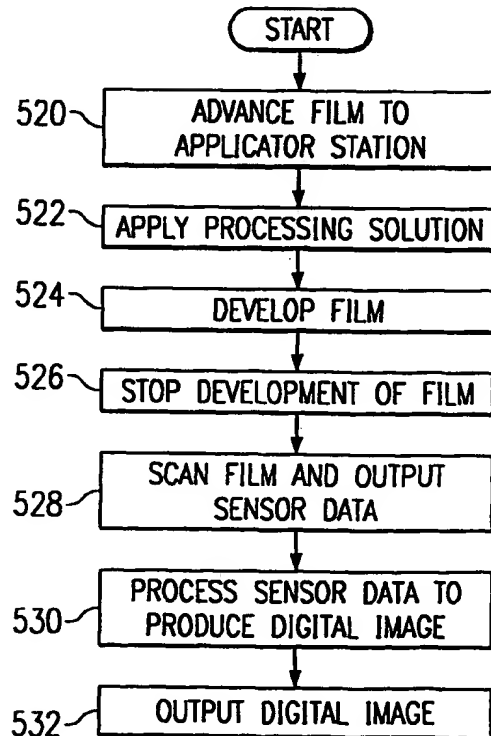 START
520
ADVANCE FILM TO
APPLICATOR STATION
522
APPLY PROCESSING SOLUTION
524
DEVELOP FILM
526
STOP DEVELOPMENT OF FILM
528
SCAN FILM AND OUTPUT
SENSOR DATA
530
PROCESS SENSOR DATA TO
PRODUCE DIGITAL IMAGE
532
OUTPUT DIGITAL IMAGE